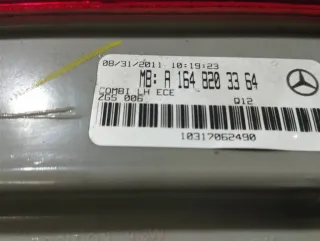 08/31/2011 10:19:23
MB: A 164 820 33 64
COMBI LH ECE
265 006 Q12
10317062490